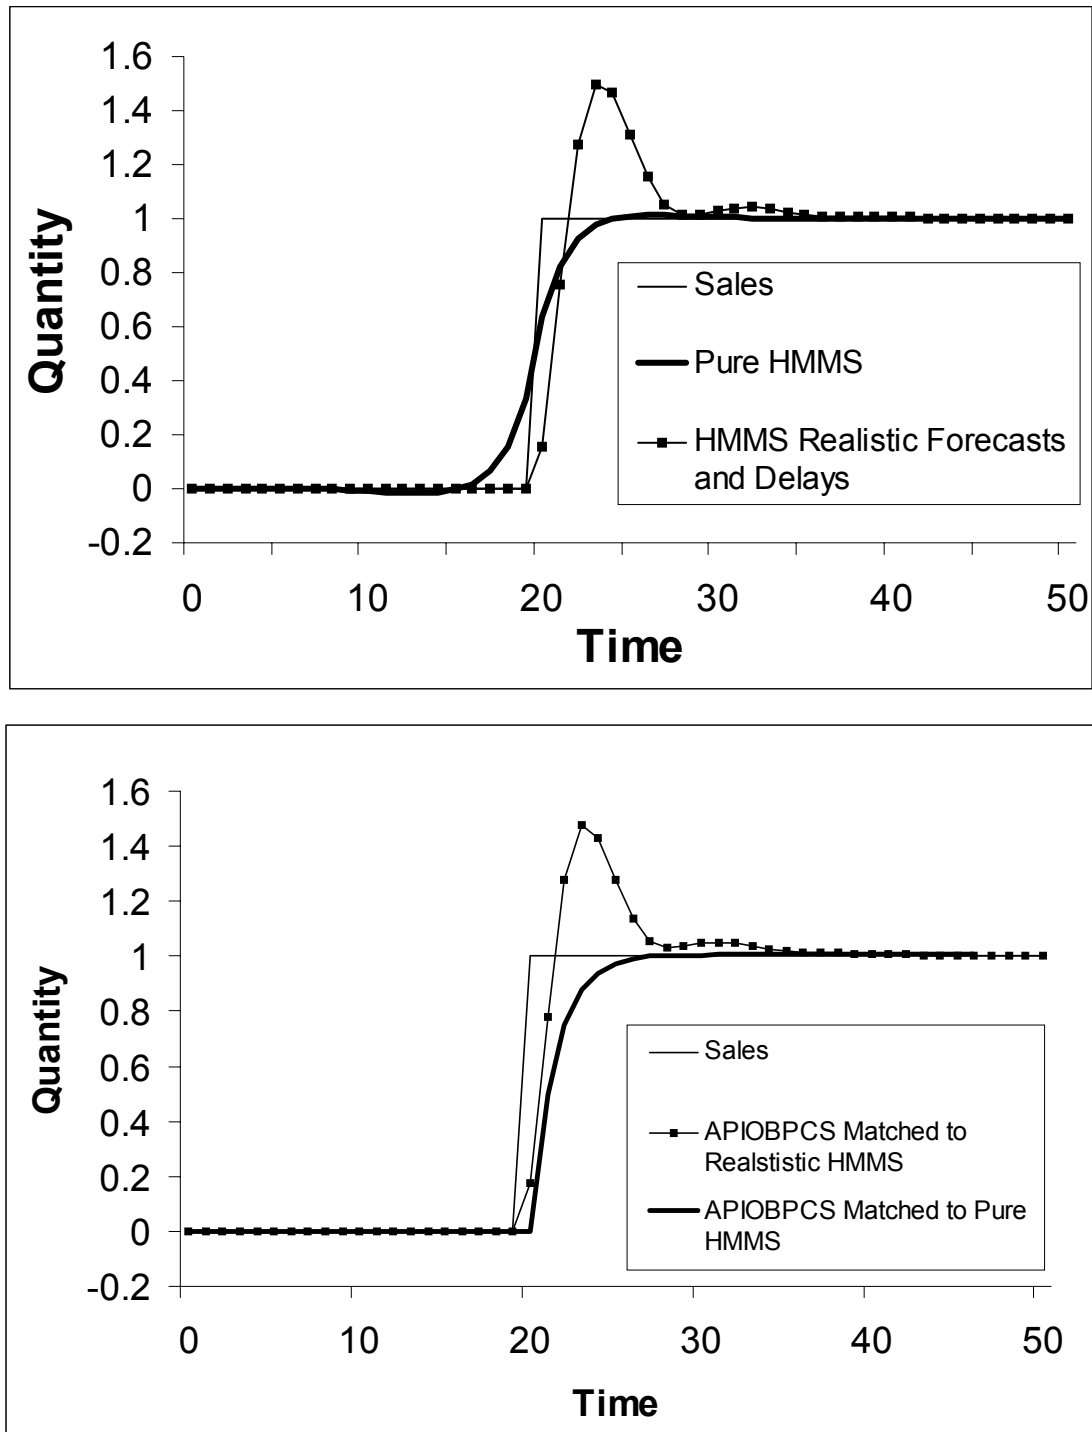 1.6
1.4
1.2
1
0.8
0.6
0.4
0.2
0
-0.2
Quantity
Sales
Pure HMMS
HMMS Realistic Forecasts
and Delays
0 10 20 30 40 50
Time
1.6
1.4
1.2
1
0.8
0.6
0.4
0.2
0
-0.2
Quantity
Sales
APIOBPCS Matched to
Realstistic HMMS
APIOBPCS Matched to Pure
HMMS
0 10 20 30 40 50
Time